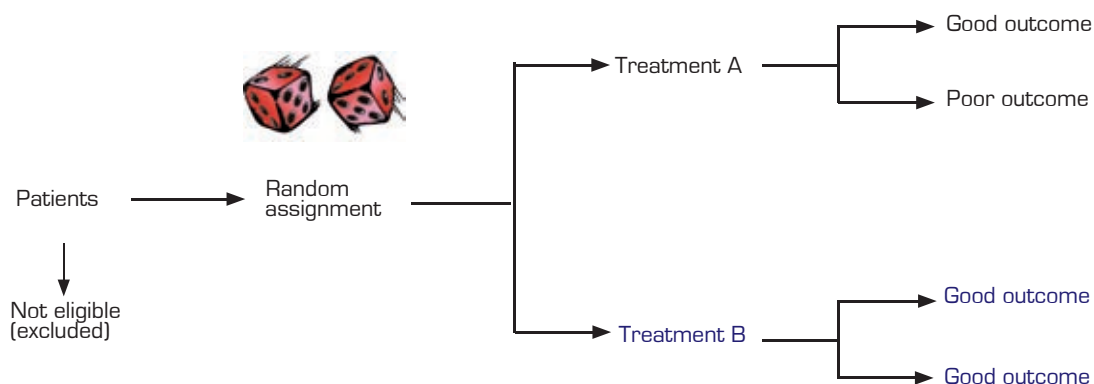 Good outcome
Treatment A
Poor outcome
Patients
Random
assignment
Not eligible
(excluded)
Good outcome
Treatment B
Good outcome